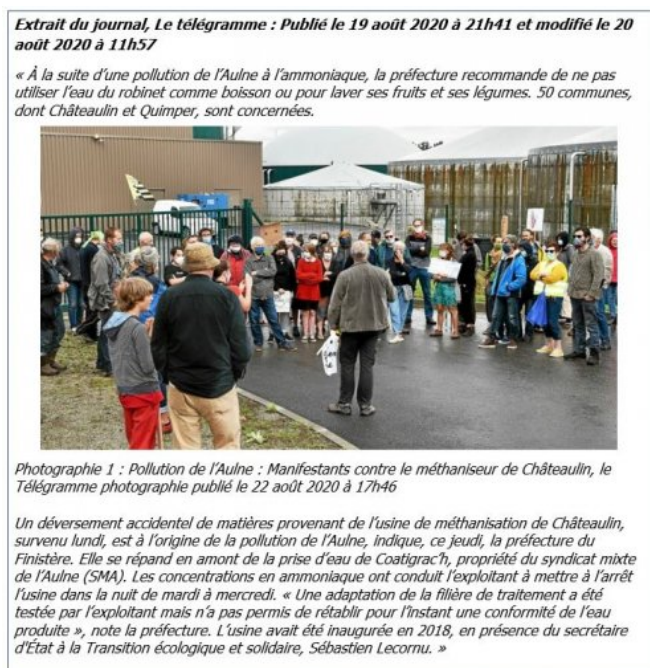 Extrait du journal, Le télégramme : Publié le 19 août 2020 à 21h41 et modifié le 20
août 2020 à 11h57
« À la suite d'une pollution de l'Aulne à l'ammoniaque, la préfecture recommande de ne pas
utiliser l'eau du robinet comme boisson ou pour laver ses fruits et ses légumes. 50 communes,
dont Châteaulin et Quimper, sont concernées.
Photographie 1 : Pollution de l'Aulne : Manifestants contre le méthaniseur de Châteaulin, le
Télégramme photographie publié le 22 août 2020 à 17h46
Un déversement accidentel de matières provenant de l'usine de méthanisation de Châteaulin,
survenu lundi, est à l'origine de la pollution de l'Aulne, indique, ce jeudi, la préfecture du
Finistère. Elle se répand en amont de la prise d'eau de Coatigrac'h, propriété du syndicat mixte
de l'Aulne (SMA). Les concentrations en ammoniaque ont conduit l'exploitant à mettre à l'arrêt
l'usine dans la nuit de mardi à mercredi. « Une adaptation de la filière de traitement a été
testée par l'exploitant mais n'a pas permis de rétablir pour l'instant une conformité de l'eau
produite », note la préfecture. L'usine avait été inaugurée en 2018, en présence du secrétaire
d'État à la Transition écologique et solidaire, Sébastien Lecornu. »